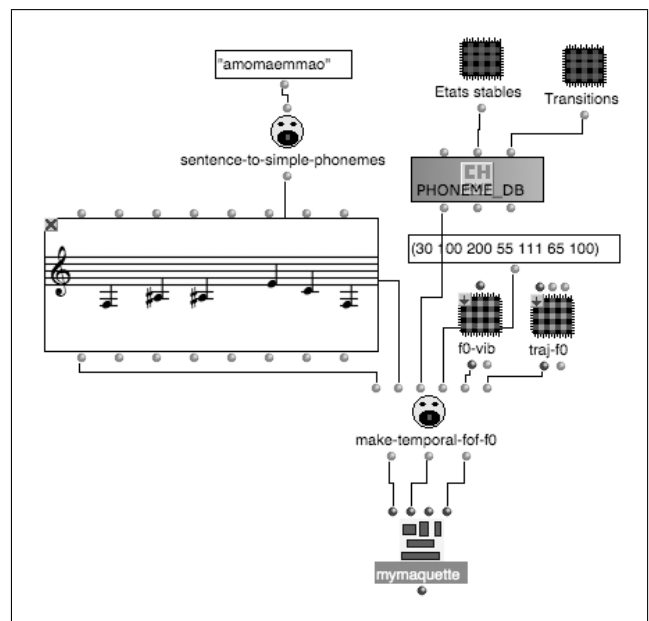 "amomaemmao"
Etats stables
Transitions
sentence-to-simple-phonemes
CH
PHONEME_DB
(30 100 200 55 111 65 100)
f0-vib
traj-f0
make-temporal-fof-f0
mymaquette